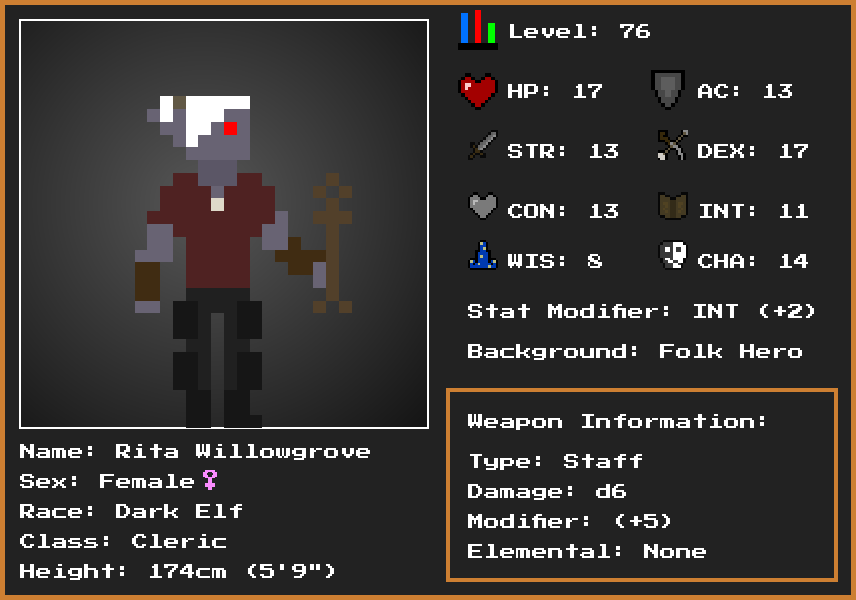 Level: 76
HP: 17 AC: 13
STR: 13 DEX: 17
CON: 13 INT: 11
WIS: 8 CHA: 14
Stat Modifier: INT (+2)
Background: Folk Hero
Weapon Information:
Type: Staff
Damage: d6
Modifier: (+5)
Elemental: None
Name: Rita Willowgrove
Sex: Female♀
Race: Dark Elf
Class: Cleric
Height: 174cm (5'9")